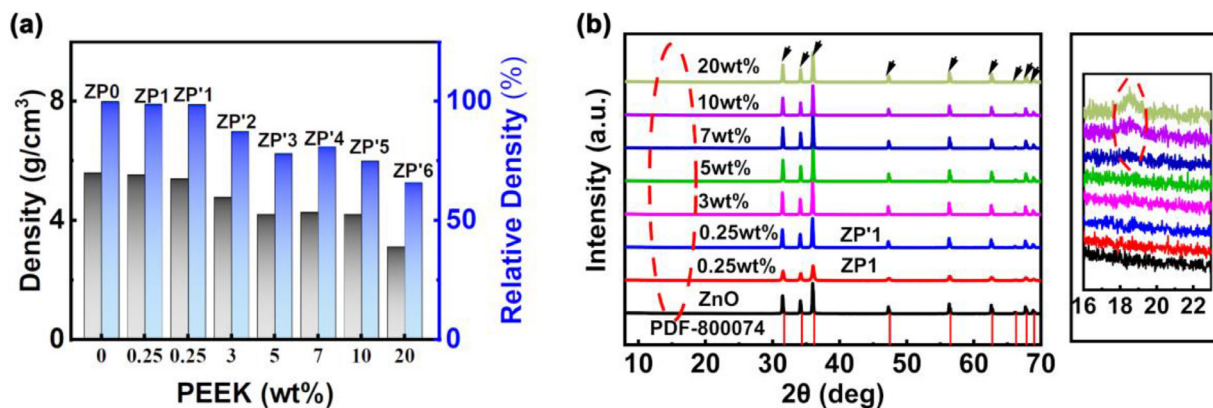 (a)
Density (g/cm³)
8
4
0
ZP0
ZP1
ZP'1
ZP'2
ZP'3
ZP'4
ZP'5
ZP'6
100
50
0
Relative Density (%)
0 0.25 0.25 3 5 7 10 20
PEEK (wt%)
(b)
Intensity (a.u.)
20wt%
10wt%
7wt%
5wt%
3wt%
0.25wt% ZP'1
0.25wt% ZP1
ZnO
PDF-800074
10 20 30 40 50 60 70
2θ (deg)
16 18 20 22